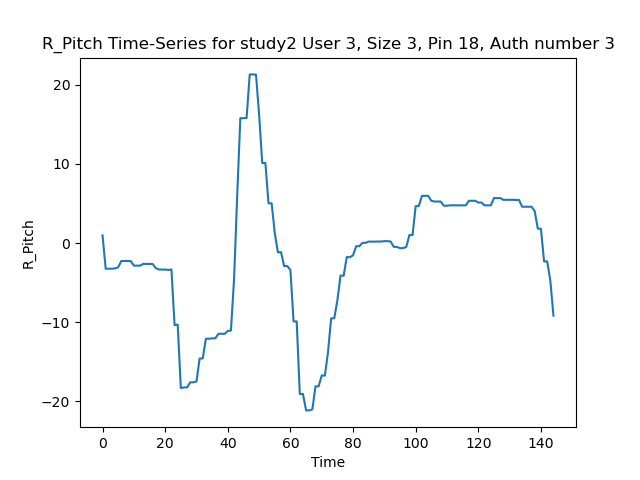 R_Pitch Time-Series for study2 User 3, Size 3, Pin 18, Auth number 3
20
10
0
−10
−20
R_Pitch
0 20 40 60 80 100 120 140
Time